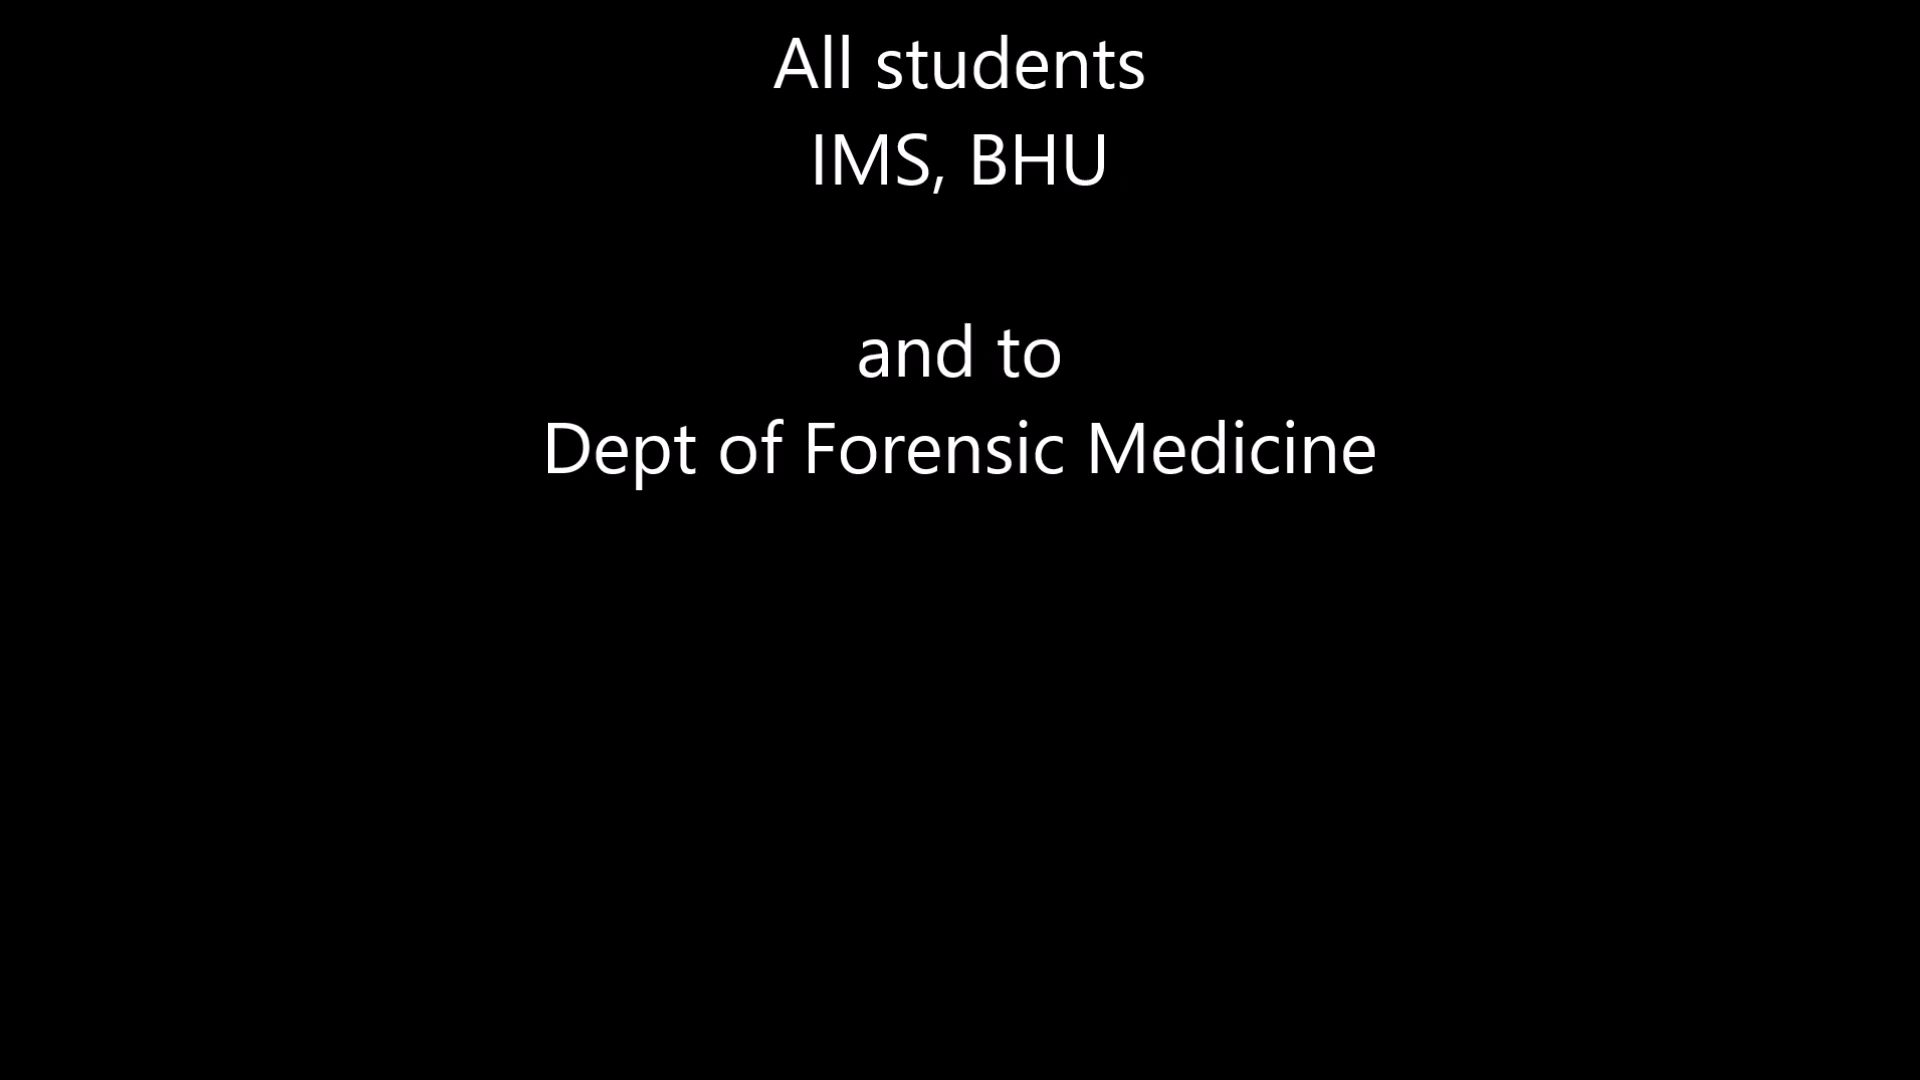 All students
IMS, BHU
and to
Dept of Forensic Medicine